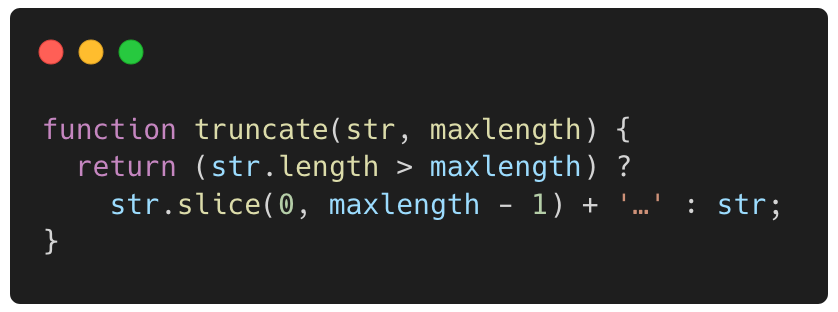 function truncate(str, maxlength) {
  return (str.length > maxlength) ?
    str.slice(0, maxlength - 1) + '…' : str;
}